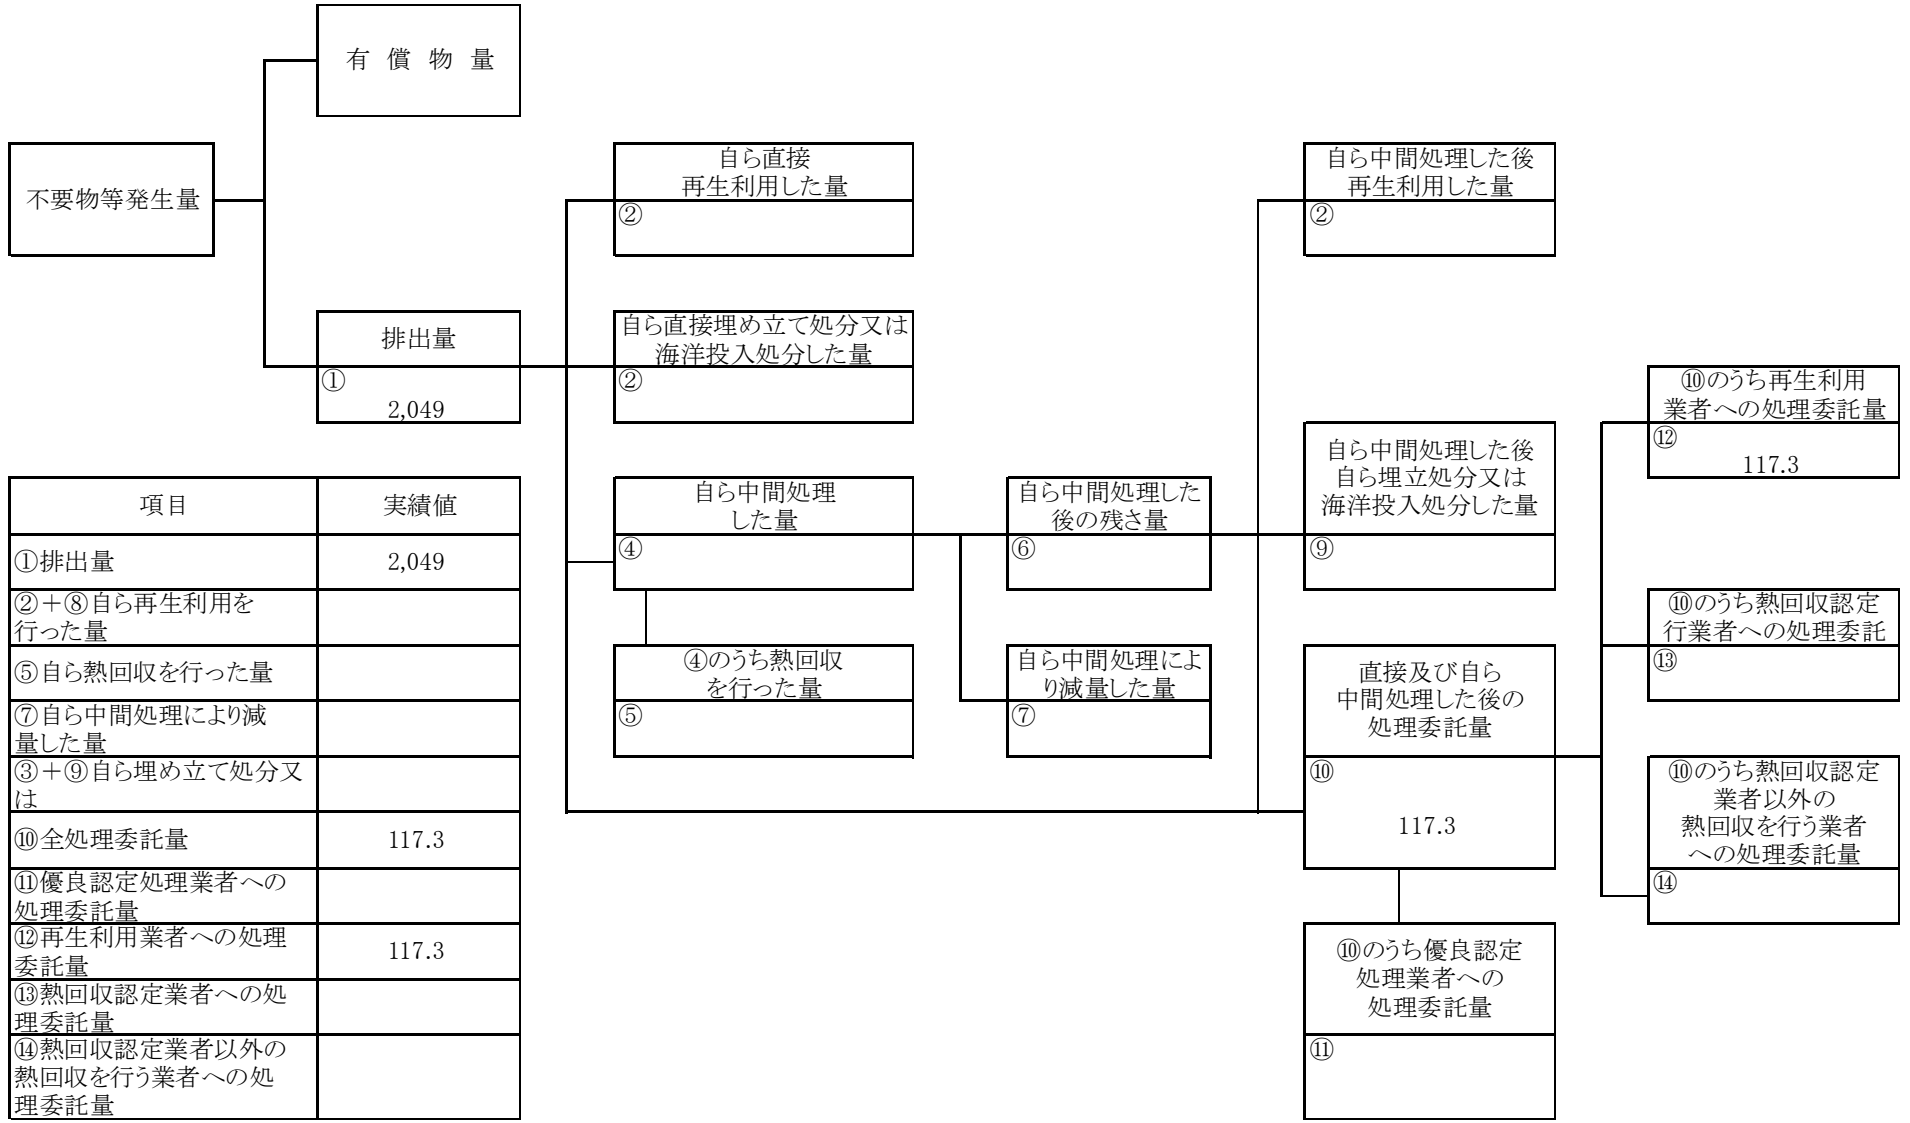 有 償 物 量
不要物等発生量
自ら直接
再生利用した量
②
自ら中間処理した後
再生利用した量
②
排出量
①
2,049
自ら直接埋め立て処分又は
海洋投入処分した量
②
⑩のうち再生利用
業者への処理委託量
⑫
117.3
自ら中間処理
した量
④
自ら中間処理した
後の残さ量
⑥
自ら中間処理した後
自ら埋立処分又は
海洋投入処分した量
⑨
⑩のうち熱回収認定
行業者への処理委託
⑬
④のうち熱回収
を行った量
⑤
自ら中間処理によ
り減量した量
⑦
直接及び自ら
中間処理した後の
処理委託量
⑩
117.3
⑩のうち熱回収認定
業者以外の
熱回収を行う業者
への処理委託量
⑭
⑩のうち優良認定
処理業者への
処理委託量
⑪
項目 実績値
①排出量 2,049
②＋⑧自ら再生利用を
行った量
⑤自ら熱回収を行った量
⑦自ら中間処理により減
量した量
③＋⑨自ら埋め立て処分又
は
⑩全処理委託量 117.3
⑪優良認定処理業者への
処理委託量
⑫再生利用業者への処理
委託量 117.3
⑬熱回収認定業者への処
理委託量
⑭熱回収認定業者以外の
熱回収を行う業者への処
理委託量